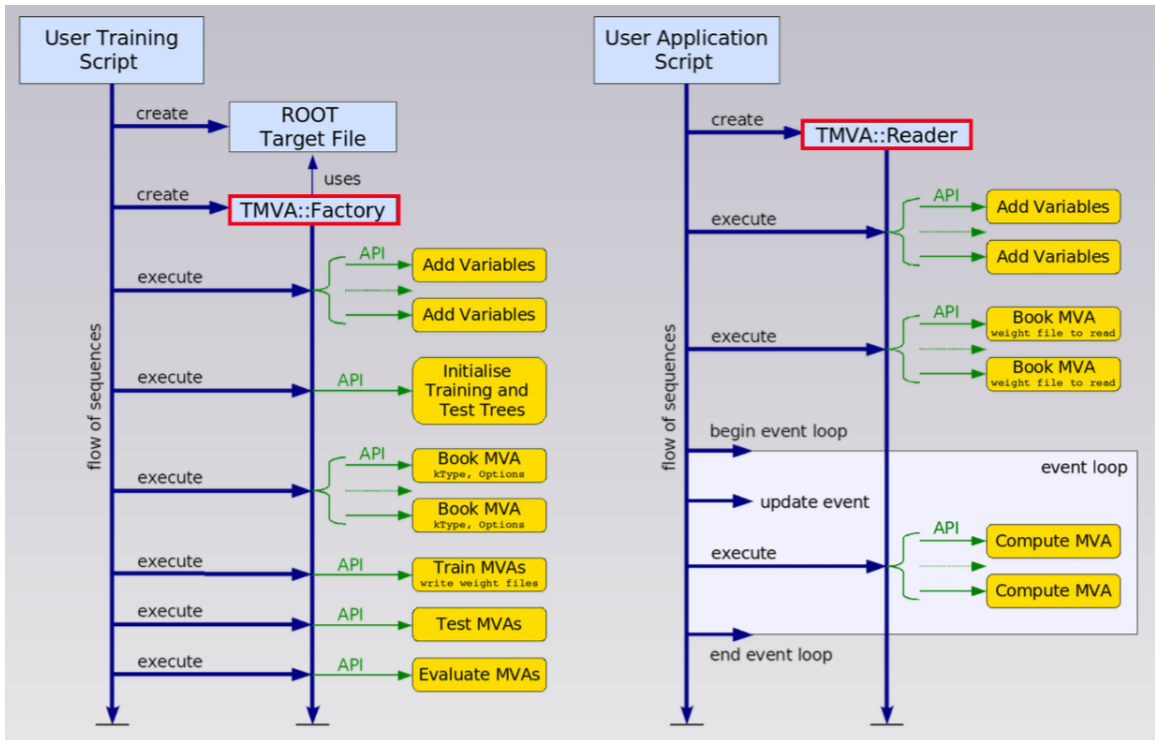 User Training
Script
create
ROOT
Target File
uses
create
TMVA::Factory
execute
API
Add Variables
Add Variables
flow of sequences
execute
API
Initialise
Training and
Test Trees
execute
API
Book MVA
kType, Options
Book MVA
kType, Options
execute
API
Train MVAs
write weight files
execute
API
Test MVAs
execute
API
Evaluate MVAs
User Application
Script
create
TMVA::Reader
execute
API
Add Variables
Add Variables
execute
API
Book MVA
weight file to read
Book MVA
weight file to read
flow of sequences
begin event loop
event loop
update event
execute
API
Compute MVA
Compute MVA
end event loop